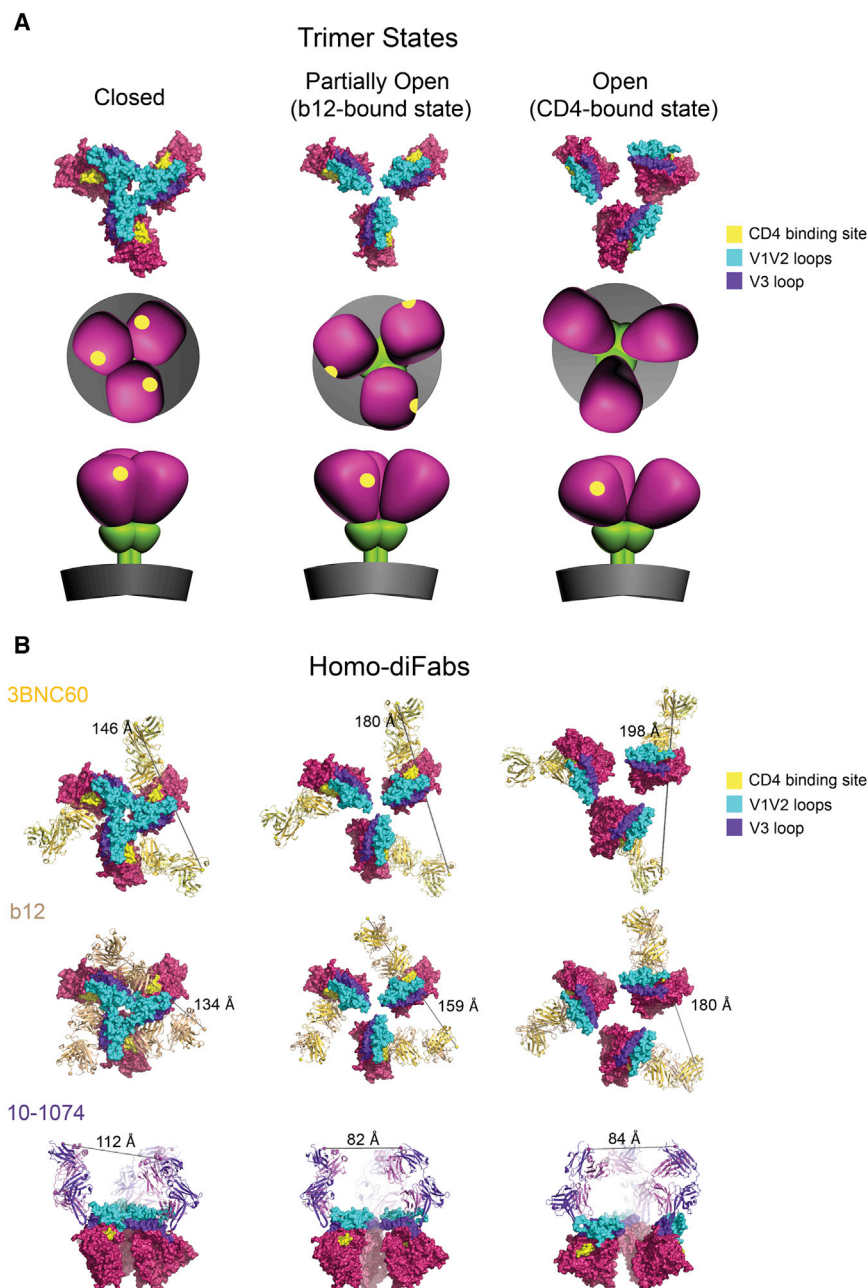 A
Trimer States
Closed
Partially Open
(b12-bound state)
Open
(CD4-bound state)
CD4 binding site
V1V2 loops
V3 loop
B
Homo-diFabs
3BNC60
146 Å
180 Å
198 Å
CD4 binding site
V1V2 loops
V3 loop
b12
134 Å
159 Å
180 Å
10-1074
112 Å
82 Å
84 Å